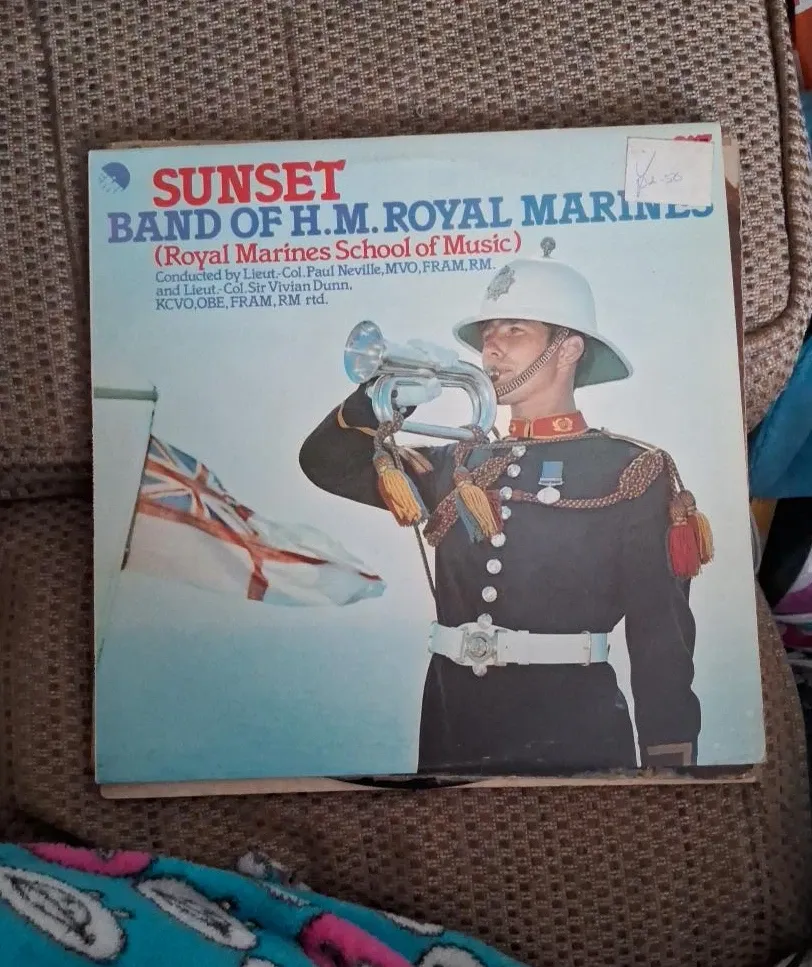 SUNSET
BAND OF H.M. ROYAL MARINES
(Royal Marines School of Music)
Conducted by Lieut.-Col. Paul Neville, MVO, FRAM, RM.
and Lieut.-Col. Sir Vivian Dunn,
KCVO, OBE, FRAM, RM rtd.